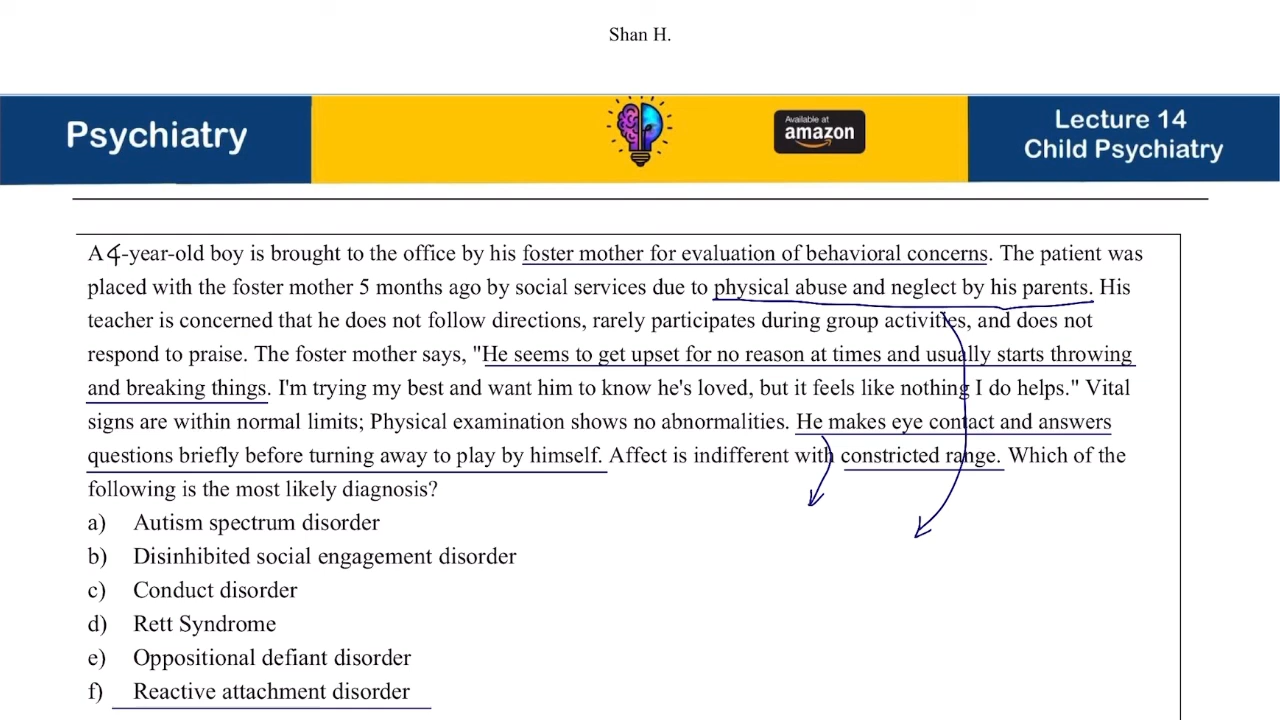 Shan H.
Psychiatry
Available at
amazon
Lecture 14
Child Psychiatry
A 4-year-old boy is brought to the office by his foster mother for evaluation of behavioral concerns. The patient was
placed with the foster mother 5 months ago by social services due to physical abuse and neglect by his parents. His
teacher is concerned that he does not follow directions, rarely participates during group activities, and does not
respond to praise. The foster mother says, "He seems to get upset for no reason at times and usually starts throwing
and breaking things. I'm trying my best and want him to know he's loved, but it feels like nothing I do helps." Vital
signs are within normal limits; Physical examination shows no abnormalities. He makes eye contact and answers
questions briefly before turning away to play by himself. Affect is indifferent with constricted range. Which of the
following is the most likely diagnosis?
a) Autism spectrum disorder
b) Disinhibited social engagement disorder
c) Conduct disorder
d) Rett Syndrome
e) Oppositional defiant disorder
f) Reactive attachment disorder